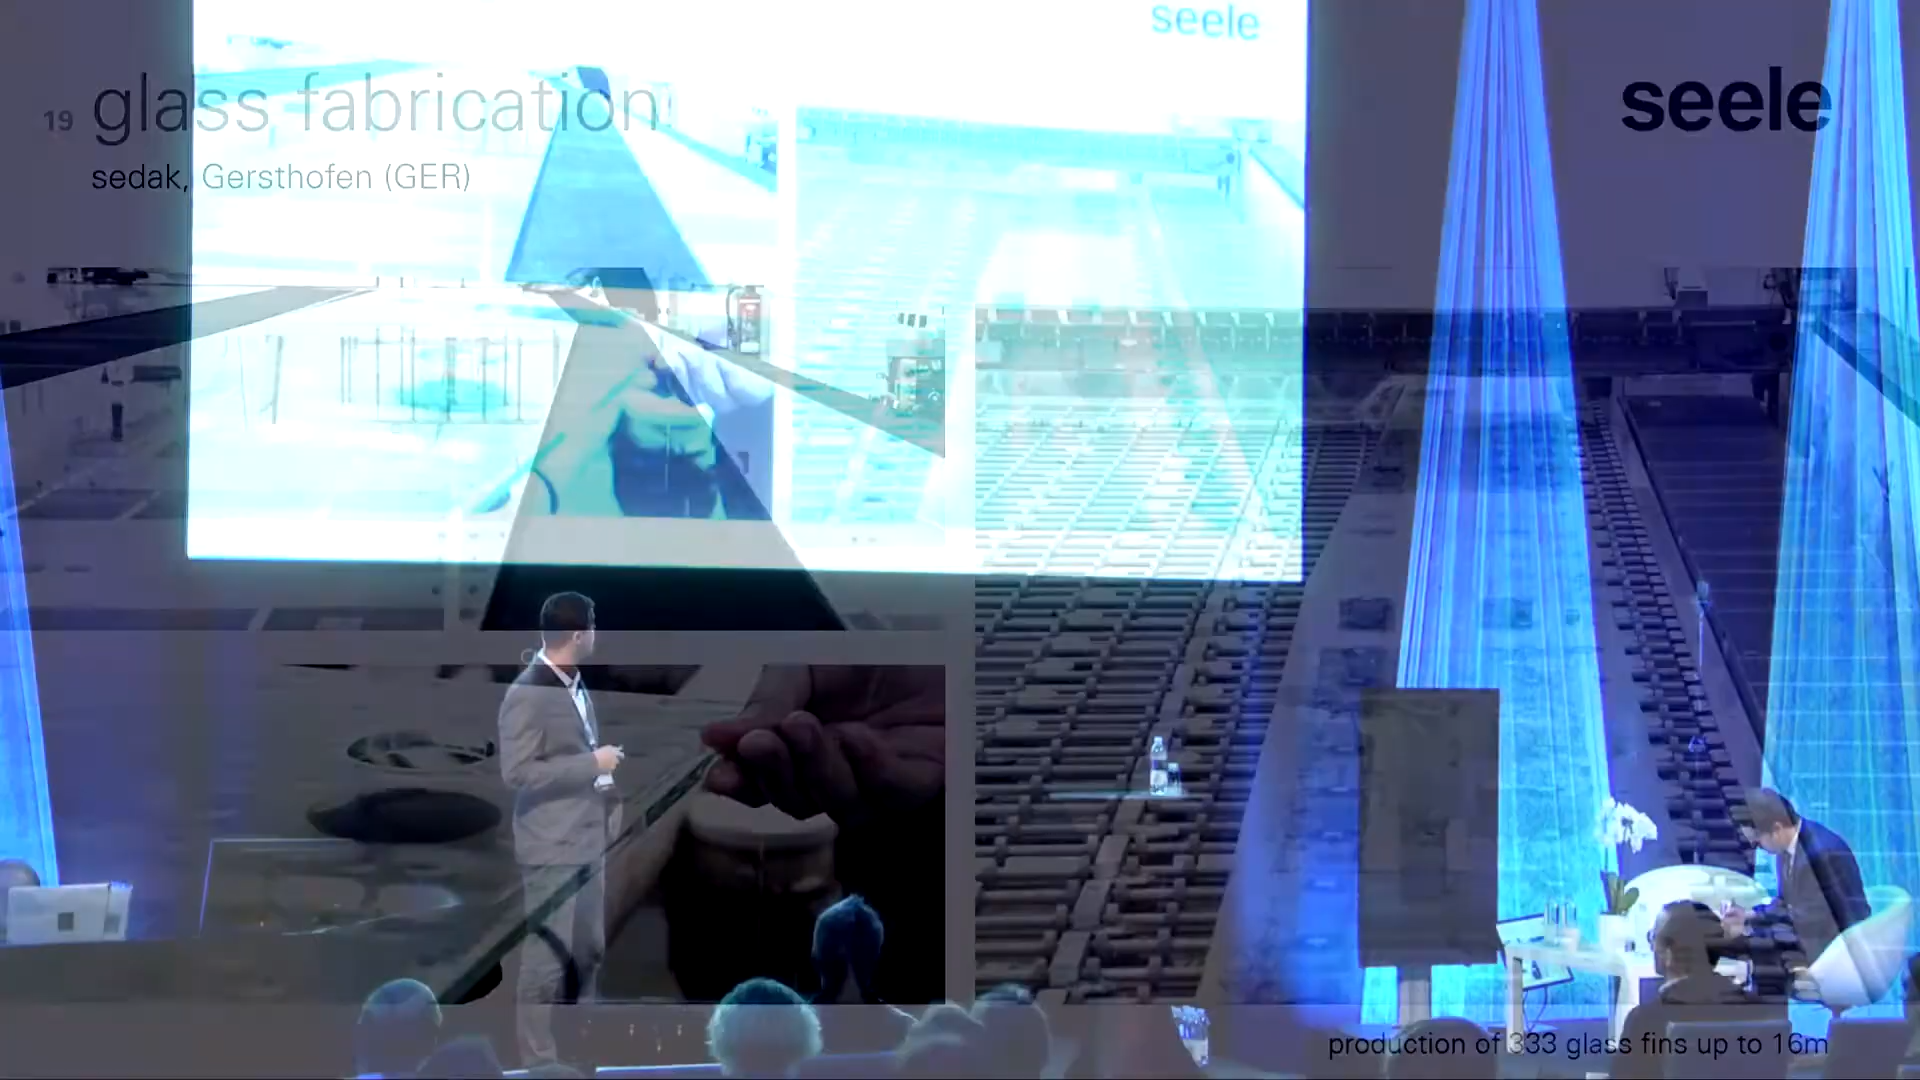 seele
19 glass fabrication
seele
sedak, Gersthofen (GER)
production of 333 glass fins up to 16m